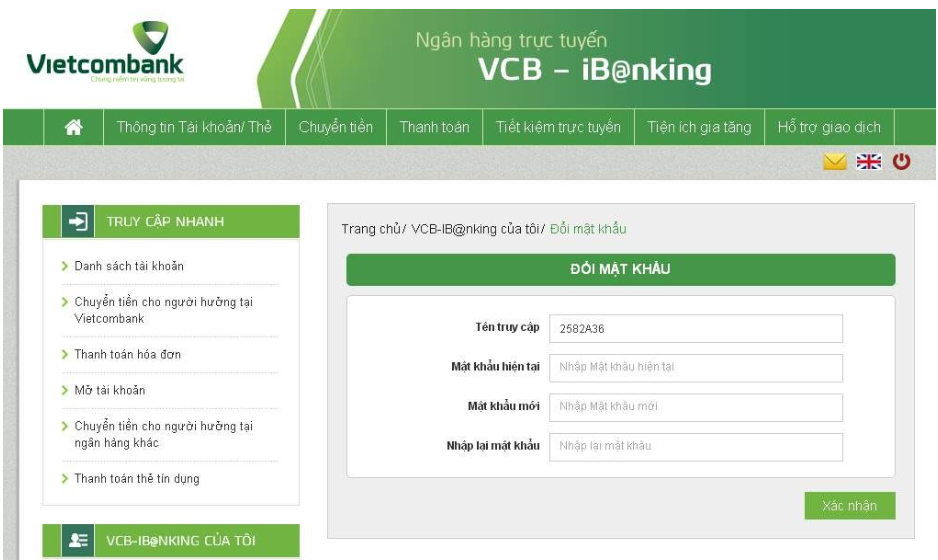 Vietcombank
Chung niềm tin vững tương lai
Ngân hàng trực tuyến
VCB – iB@nking
Thông tin Tài khoản/ Thẻ
Chuyển tiền
Thanh toán
Tiết kiệm trực tuyến
Tiện ích gia tăng
Hỗ trợ giao dịch
TRUY CẬP NHANH
Danh sách tài khoản
Chuyển tiền cho người hưởng tại
Vietcombank
Thanh toán hóa đơn
Mở tài khoản
Chuyển tiền cho người hưởng tại
ngân hàng khác
Thanh toán thẻ tín dụng
VCB-IB@NKING CỦA TÔI
Trang chủ/ VCB-IB@nking của tôi/ Đổi mật khẩu
ĐỔI MẬT KHẨU
Tên truy cập
2582A36
Mật khẩu hiện tại
Nhập Mật khẩu hiện tại
Mật khẩu mới
Nhập Mật khẩu mới
Nhập lại mật khẩu
Nhập lại mật khẩu
Xác nhận